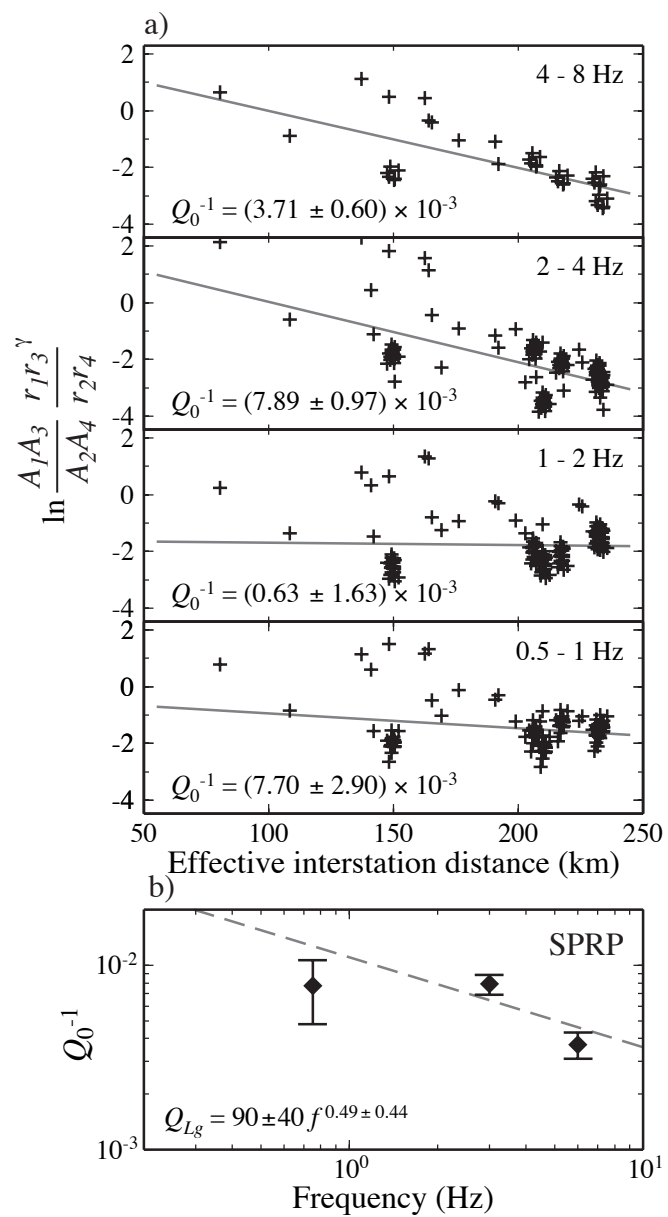 a)
4 - 8 Hz
2
0
-2
-4
Q₀⁻¹ = (3.71 ± 0.60) × 10⁻³
2 - 4 Hz
2
0
-2
-4
Q₀⁻¹ = (7.89 ± 0.97) × 10⁻³
ln A₁A₃ / A₂A₄ r₁r₃ / r₂r₄ ᵞ
1 - 2 Hz
2
0
-2
-4
Q₀⁻¹ = (0.63 ± 1.63) × 10⁻³
0.5 - 1 Hz
2
0
-2
-4
Q₀⁻¹ = (7.70 ± 2.90) × 10⁻³
50 100 150 200 250
Effective interstation distance (km)
b)
SPRP
10⁻²
Q₀⁻¹
Q_Lg = 90±40 f^0.49±0.44
10⁻³
10⁰ 10¹
Frequency (Hz)